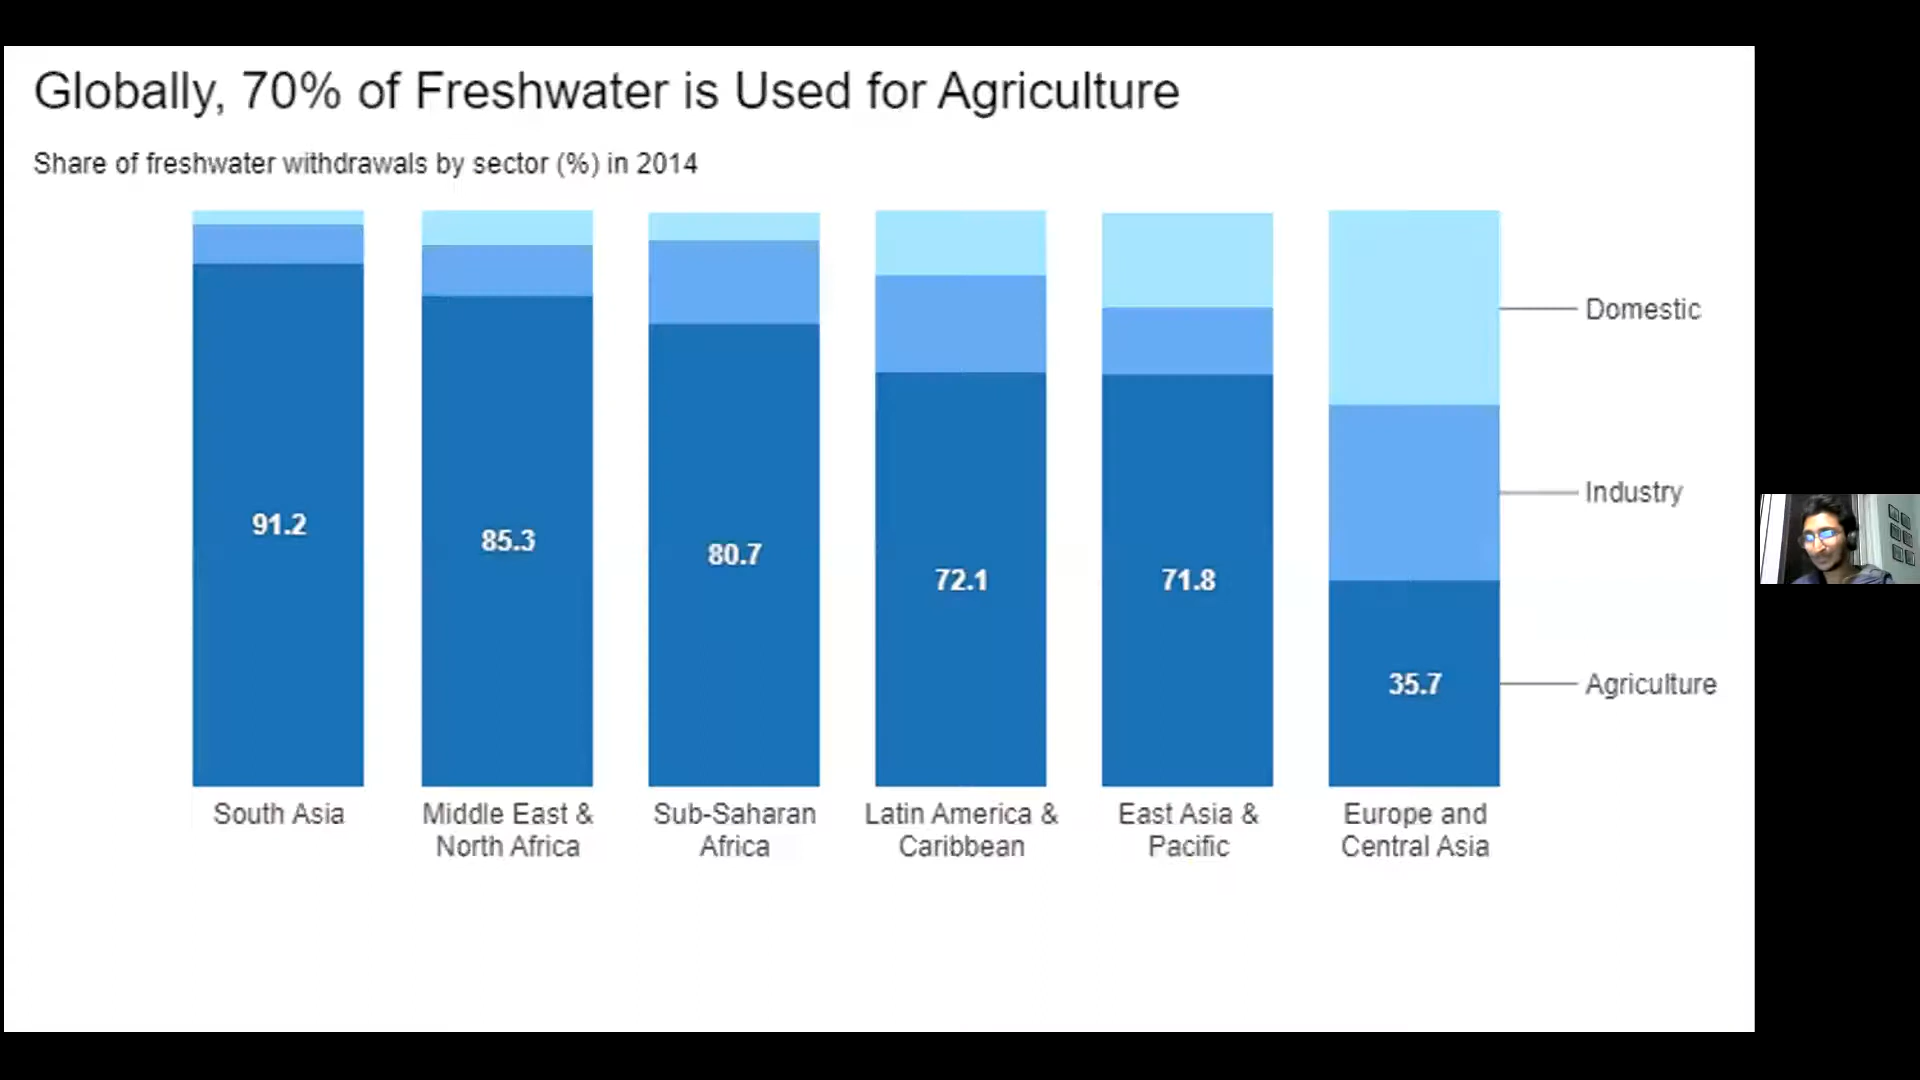 Globally, 70% of Freshwater is Used for Agriculture
Share of freshwater withdrawals by sector (%) in 2014
Domestic
Industry
Agriculture
91.2
85.3
80.7
72.1
71.8
35.7
South Asia
Middle East &
North Africa
Sub-Saharan
Africa
Latin America &
Caribbean
East Asia &
Pacific
Europe and
Central Asia